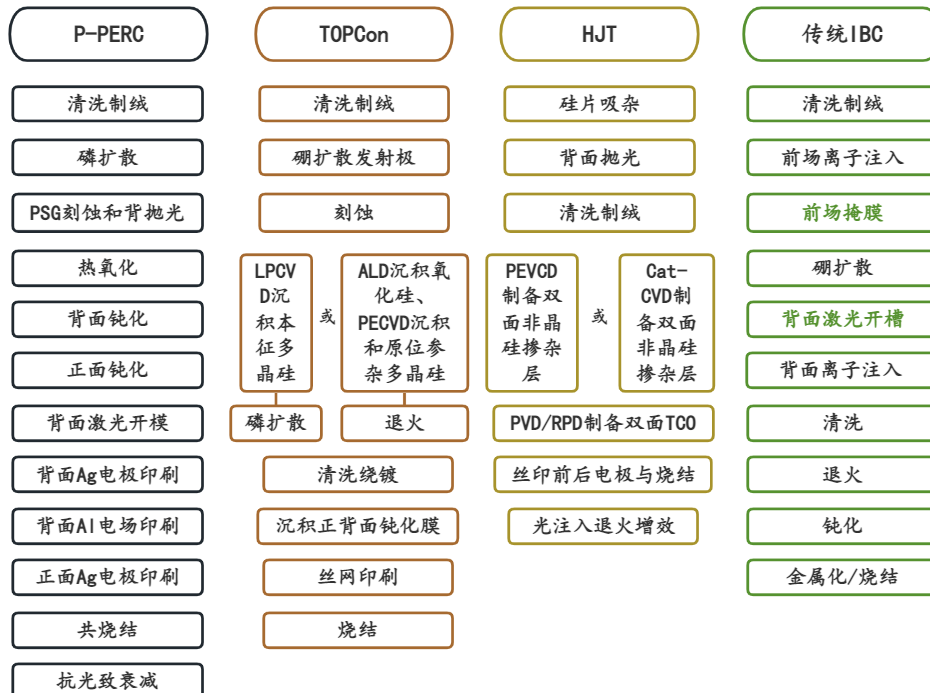 P-PERC
清洗制绒
磷扩散
PSG刻蚀和背抛光
热氧化
背面钝化
正面钝化
背面激光开模
背面Ag电极印刷
背面Al电场印刷
正面Ag电极印刷
共烧结
抗光致衰减
TOPCon
清洗制绒
硼扩散发射极
刻蚀
LPCV
D沉
积本
征多
晶硅
或
ALD沉积氧
化硅、
PECVD沉积
和原位参
杂多晶硅
磷扩散
退火
清洗绕镀
沉积正背面钝化膜
丝网印刷
烧结
HJT
硅片吸杂
背面抛光
清洗制绒
PEVCD
制备双
面非晶
硅掺杂
层
或
Cat-
CVD制
备双面
非晶硅
掺杂层
PVD/RPD制备双面TCO
丝印前后电极与烧结
光注入退火增效
传统IBC
清洗制绒
前场离子注入
前场掩膜
硼扩散
背面激光开槽
背面离子注入
清洗
退火
钝化
金属化/烧结